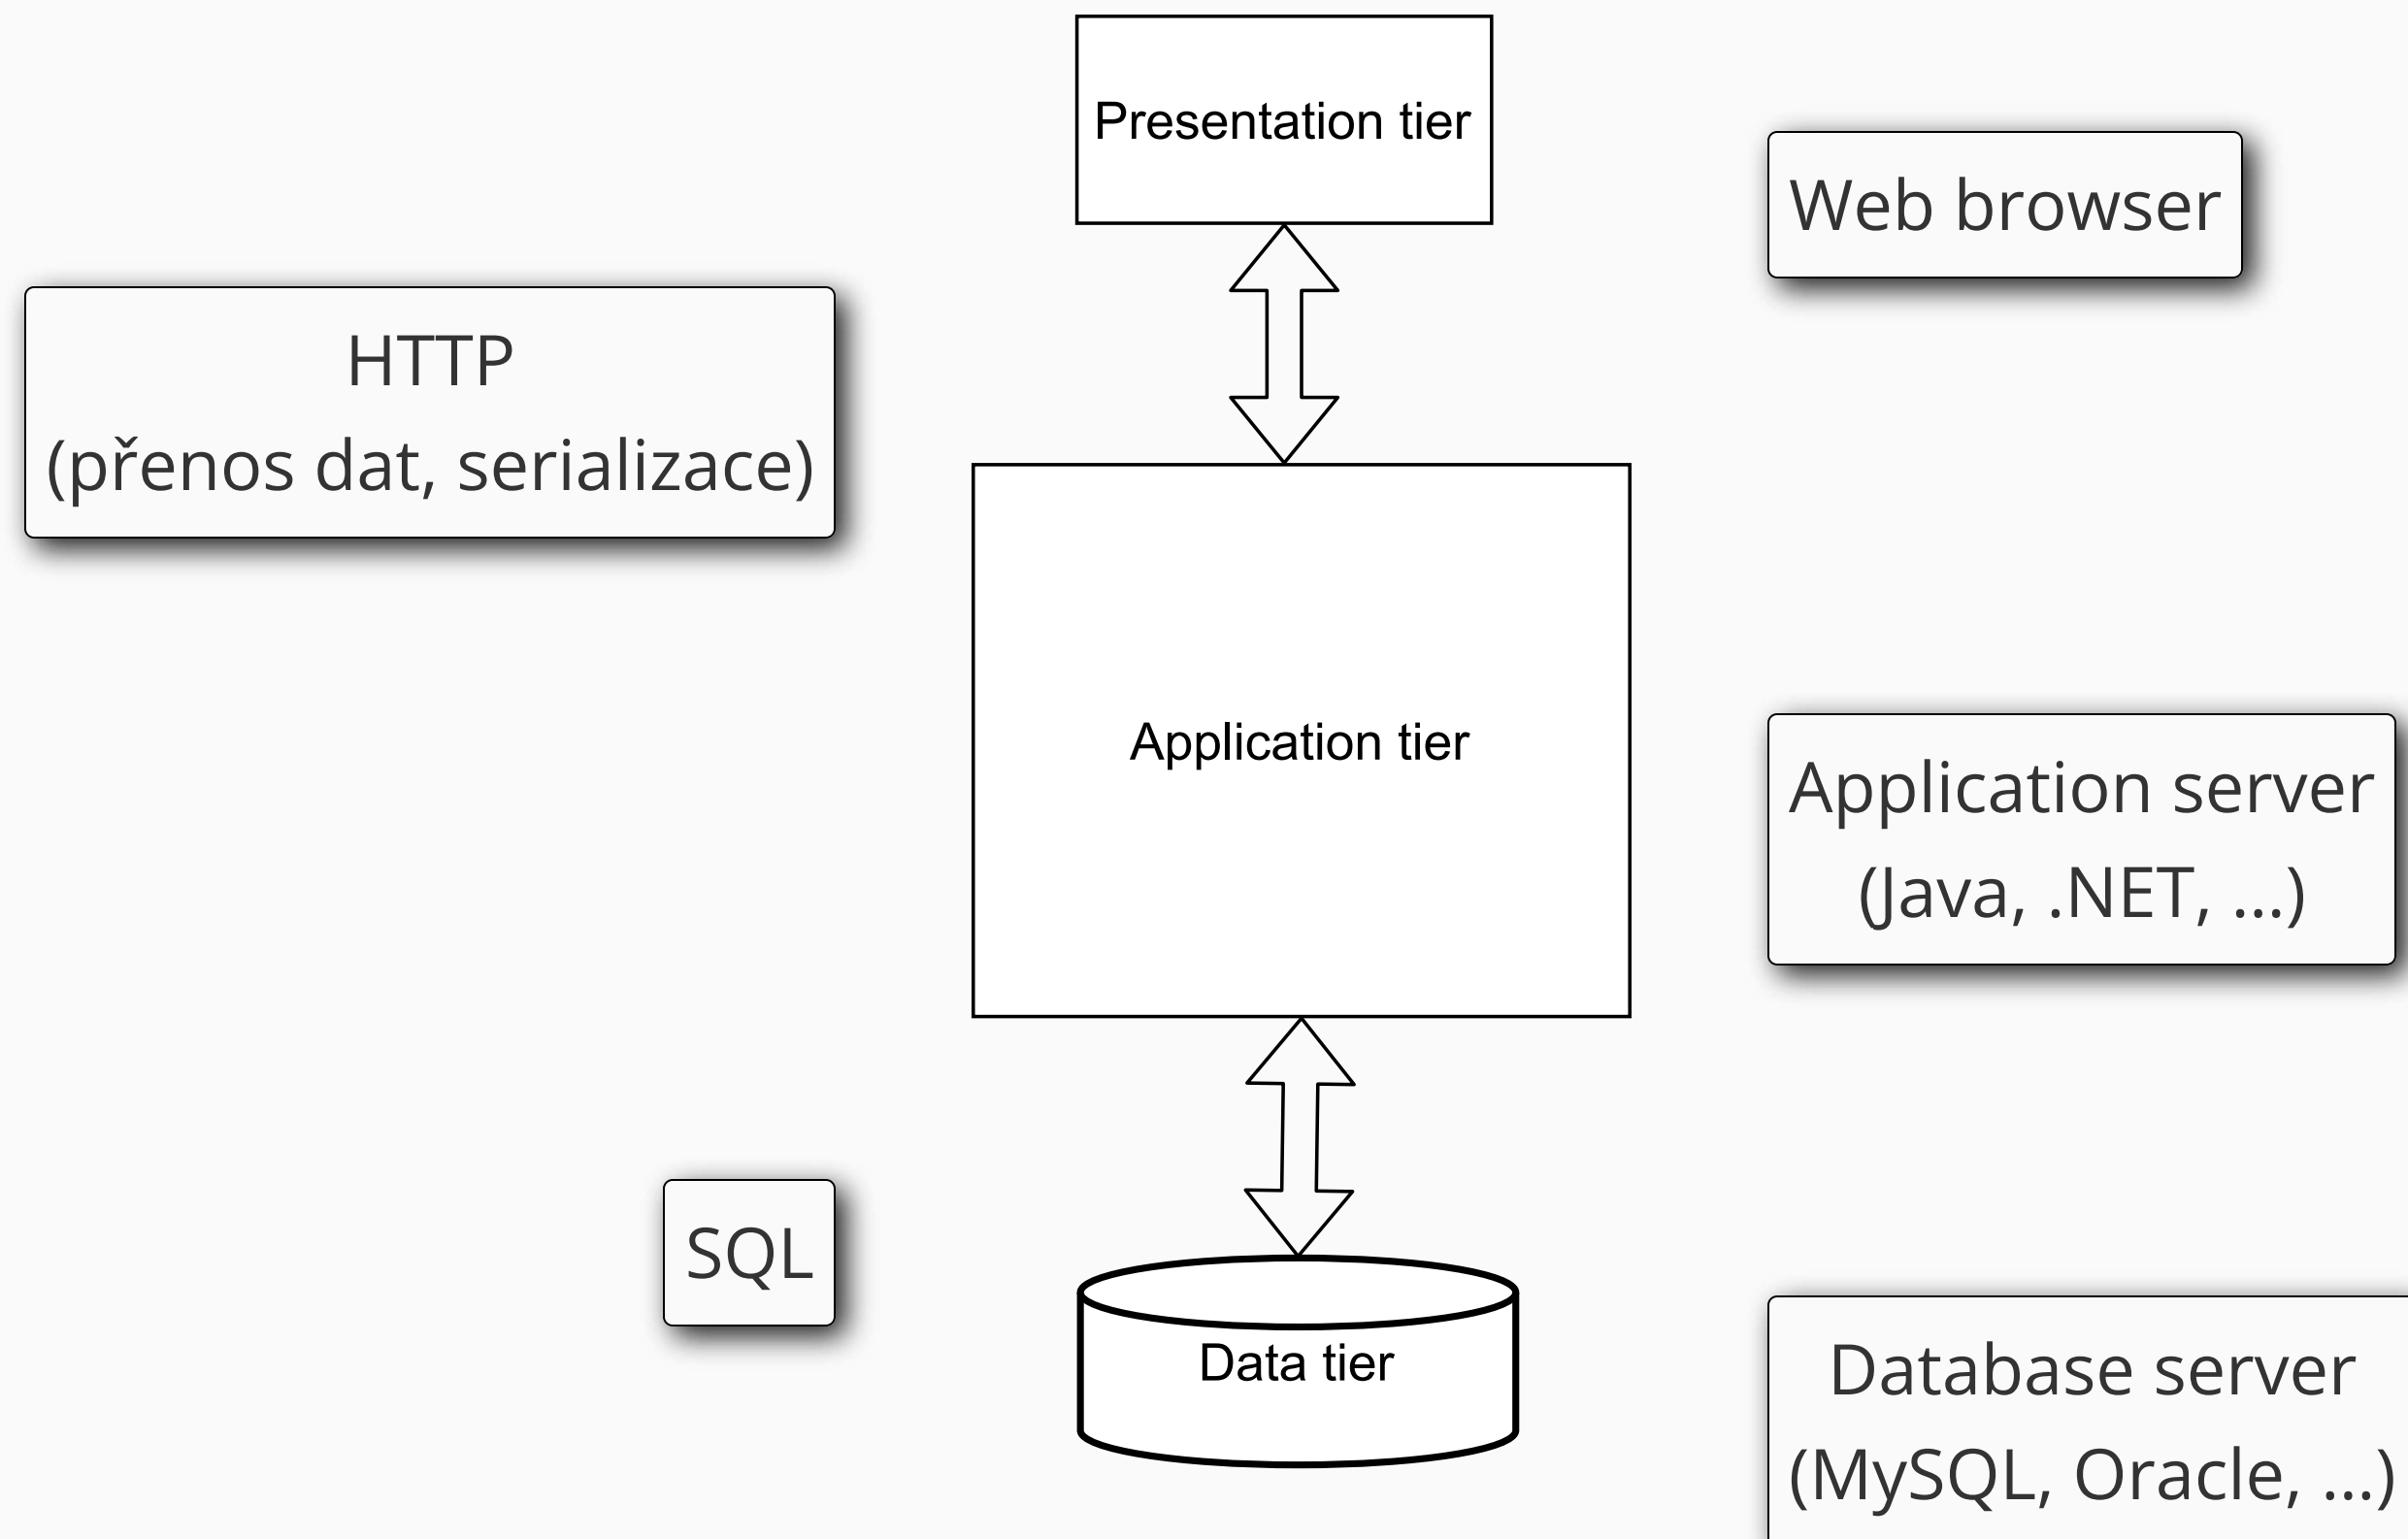 Presentation tier
Web browser
HTTP
(přenos dat, serializace)
Application tier
Application server
(Java, .NET, ...)
SQL
Data tier
Database server
(MySQL, Oracle, ...)